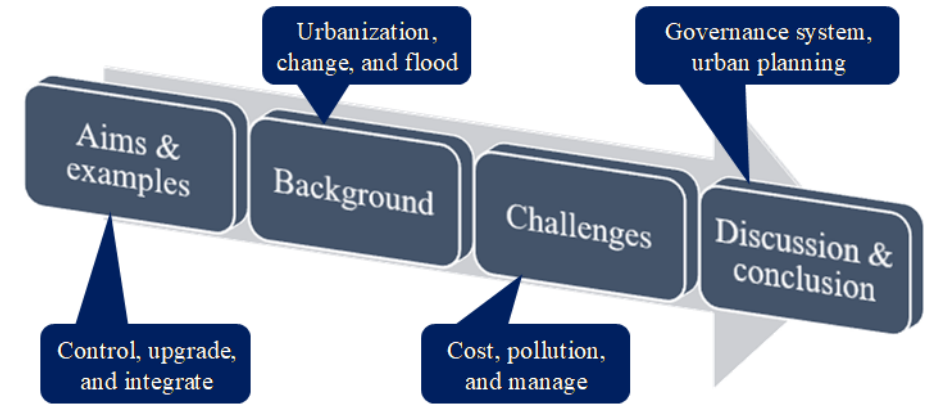 Urbanization,
change, and flood
Governance system,
urban planning
Aims &
examples
Background
Challenges
Discussion &
conclusion
Control, upgrade,
and integrate
Cost, pollution,
and manage